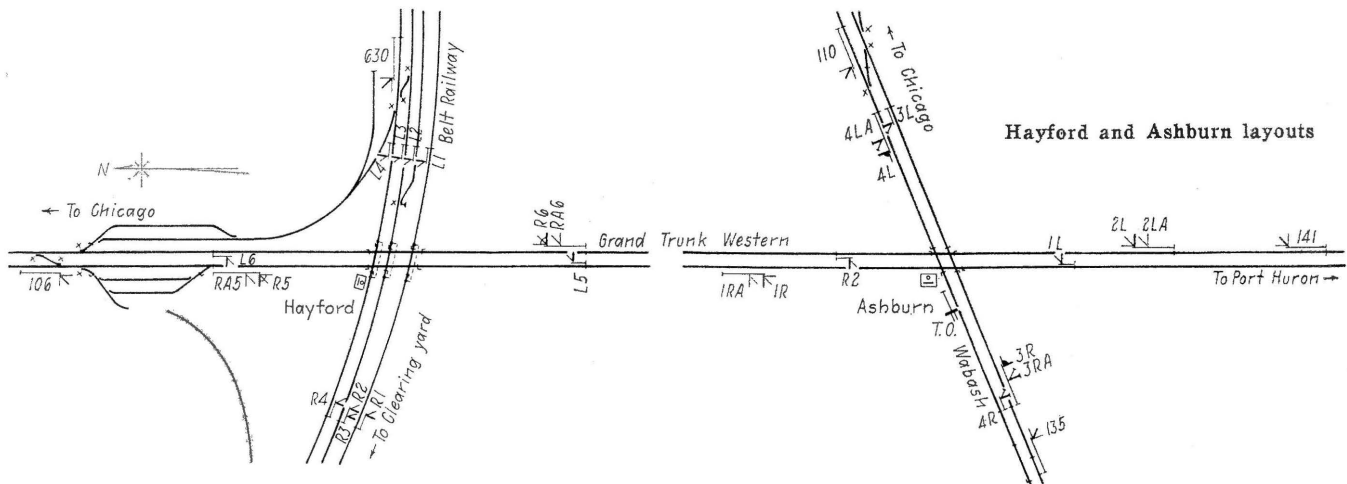 630
L3
L2
L4
L1
Belt Railway
N
← To Chicago
R6
RA6
Grand Trunk Western
106
L6
RA5
R5
Hayford
L5
R4
R3
R2
R1
← To Clearing yard
110
← To Chicago
3L
4LA
4L
Hayford and Ashburn layouts
1L
2L
2LA
141
1RA
1R
R2
Ashburn
To Port Huron →
T.O.
Wabash
3R
3RA
4R
135